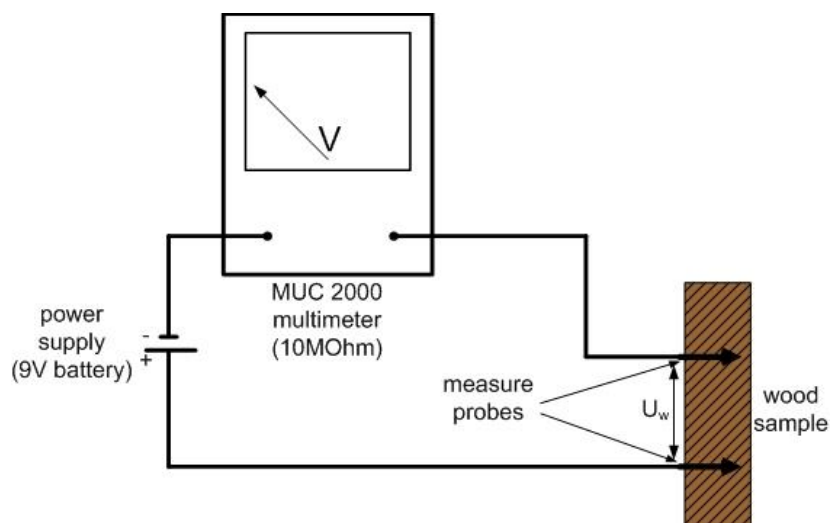 V
MUC 2000
multimeter
(10MOhm)
power
supply
(9V battery)
-
+
measure
probes
Uw
wood
sample